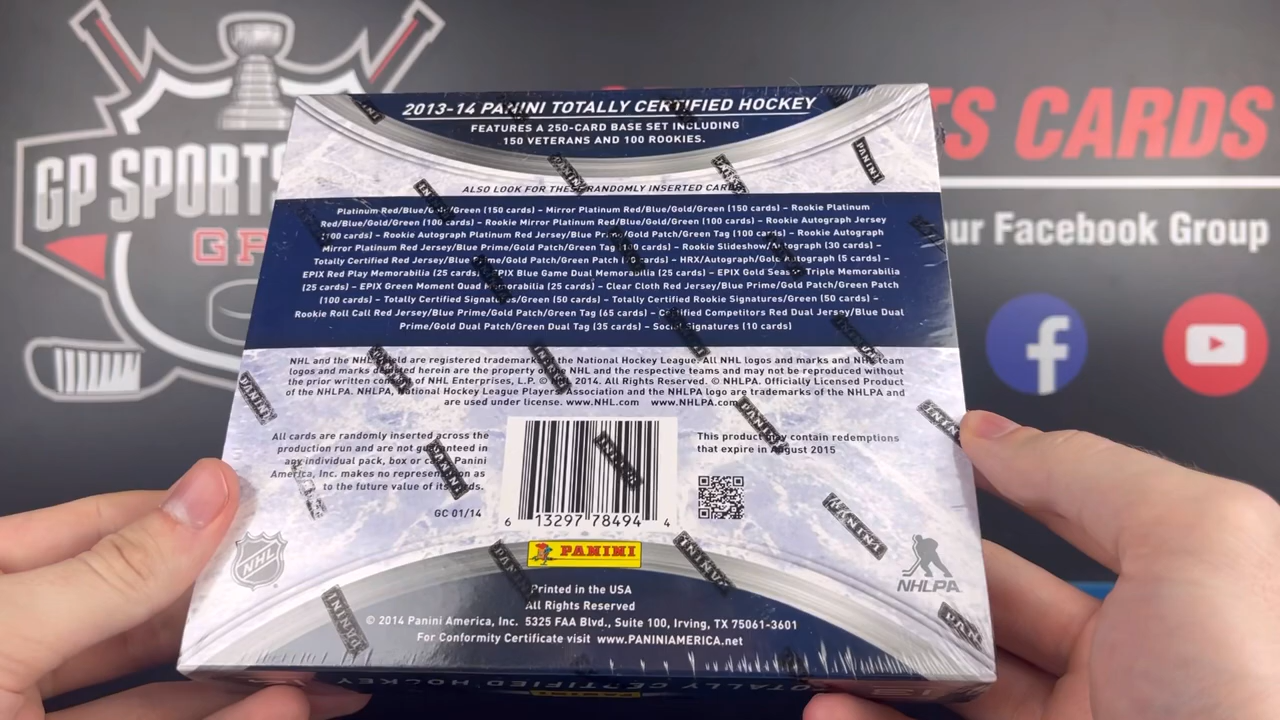 GP SPORTS
GP
S CARDS
our Facebook Group
2013-14 PANINI TOTALLY CERTIFIED HOCKEY
FEATURES A 250-CARD BASE SET INCLUDING
150 VETERANS AND 100 ROOKIES.
ALSO LOOK FOR THESE RANDOMLY INSERTED CARDS
Platinum Red/Blue/Gold/Green (150 cards) – Mirror Platinum Red/Blue/Gold/Green (150 cards) – Rookie Platinum
Red/Blue/Gold/Green (100 cards) – Rookie Mirror Platinum Red/Blue/Gold/Green (100 cards) – Rookie Autograph Jersey
(100 cards) – Rookie Autograph Platinum Red Jersey/Blue Prime/Gold Patch/Green Tag (100 cards) – Rookie Autograph
Mirror Platinum Red Jersey/Blue Prime/Gold Patch/Green Tag (100 cards) – Rookie Slideshow/Autograph (30 cards) –
Totally Certified Red Jersey/Blue Prime/Gold Patch/Green Patch cards) – HRX/Autograph/Gold Autograph (5 cards) –
EPIX Red Play Memorabilia (25 cards) EPIX Blue Game Dual Memorabilia (25 cards) – EPIX Gold Season Triple Memorabilia
(25 cards) – EPIX Green Moment Quad Memorabilia (25 cards) – Clear Cloth Red Jersey/Blue Prime/Gold Patch/Green Patch
(100 cards) – Totally Certified Signatures/Green (50 cards) – Totally Certified Rookie Signatures/Green (50 cards) –
Rookie Roll Call Red Jersey/Blue Prime/Gold Patch/Green Tag (65 cards) – Certified Competitors Red Dual Jersey/Blue Dual
Prime/Gold Dual Patch/Green Dual Tag (35 cards) – Social Signatures (10 cards)
NHL and the NHL Shield are registered trademarks of the National Hockey League. All NHL logos and marks and NHL team
logos and marks depicted herein are the property of the NHL and the respective teams and may not be reproduced without
the prior written consent of NHL Enterprises, L.P. © NHL 2014. All Rights Reserved. © NHLPA. Officially Licensed Product
of the NHLPA. NHLPA, National Hockey League Players Association and the NHLPA logo are trademarks of the NHLPA and
are used under license. www.NHL.com www.NHLPA.com
All cards are randomly inserted across the
production run and are not guaranteed in
any individual pack, box or case. Panini
America, Inc. makes no representation as
to the future value of its cards.
GC 01/14
6 13297 78494 4
This product may contain redemptions
that expire in August 2015
NHL
NHLPA
PANINI
Printed in the USA
All Rights Reserved
© 2014 Panini America, Inc. 5325 FAA Blvd., Suite 100, Irving, TX 75061-3601
For Conformity Certificate visit www.PANINIAMERICA.net
TOTALLY CERTIFIED HOCKEY